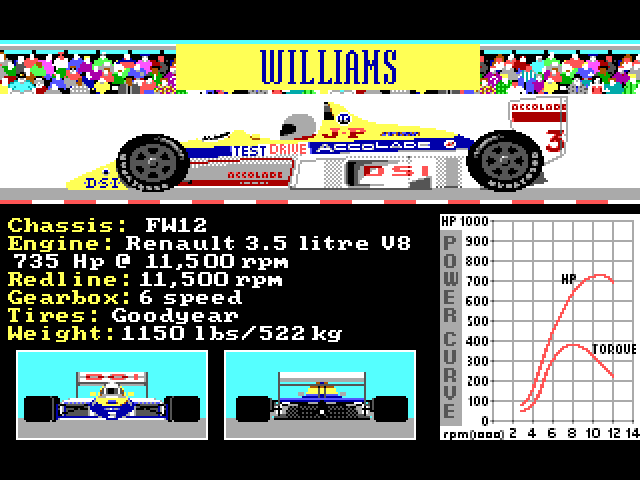 WILLIAMS
ACCOLADE
3
J·P
TEST DRIVE ACCOLADE
ACCOLADE
DSI
DSI
Chassis: FW12
Engine: Renault 3.5 litre V8
735 Hp @ 11,500 rpm
Redline: 11,500 rpm
Gearbox: 6 speed
Tires: Goodyear
Weight: 1150 lbs/522 kg
POWER CURVE
HP 1000
900
800
700
600
500
400
300
200
100
0
HP
TORQUE
rpm(1000) 2 4 6 8 10 12 14